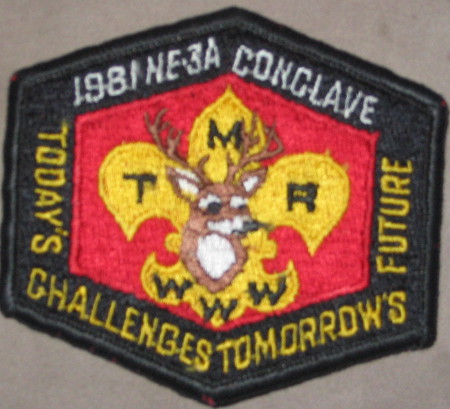 1981 NE-3A CONCLAVE
M
T R
WWW
TODAY'S CHALLENGES TOMORROW'S FUTURE